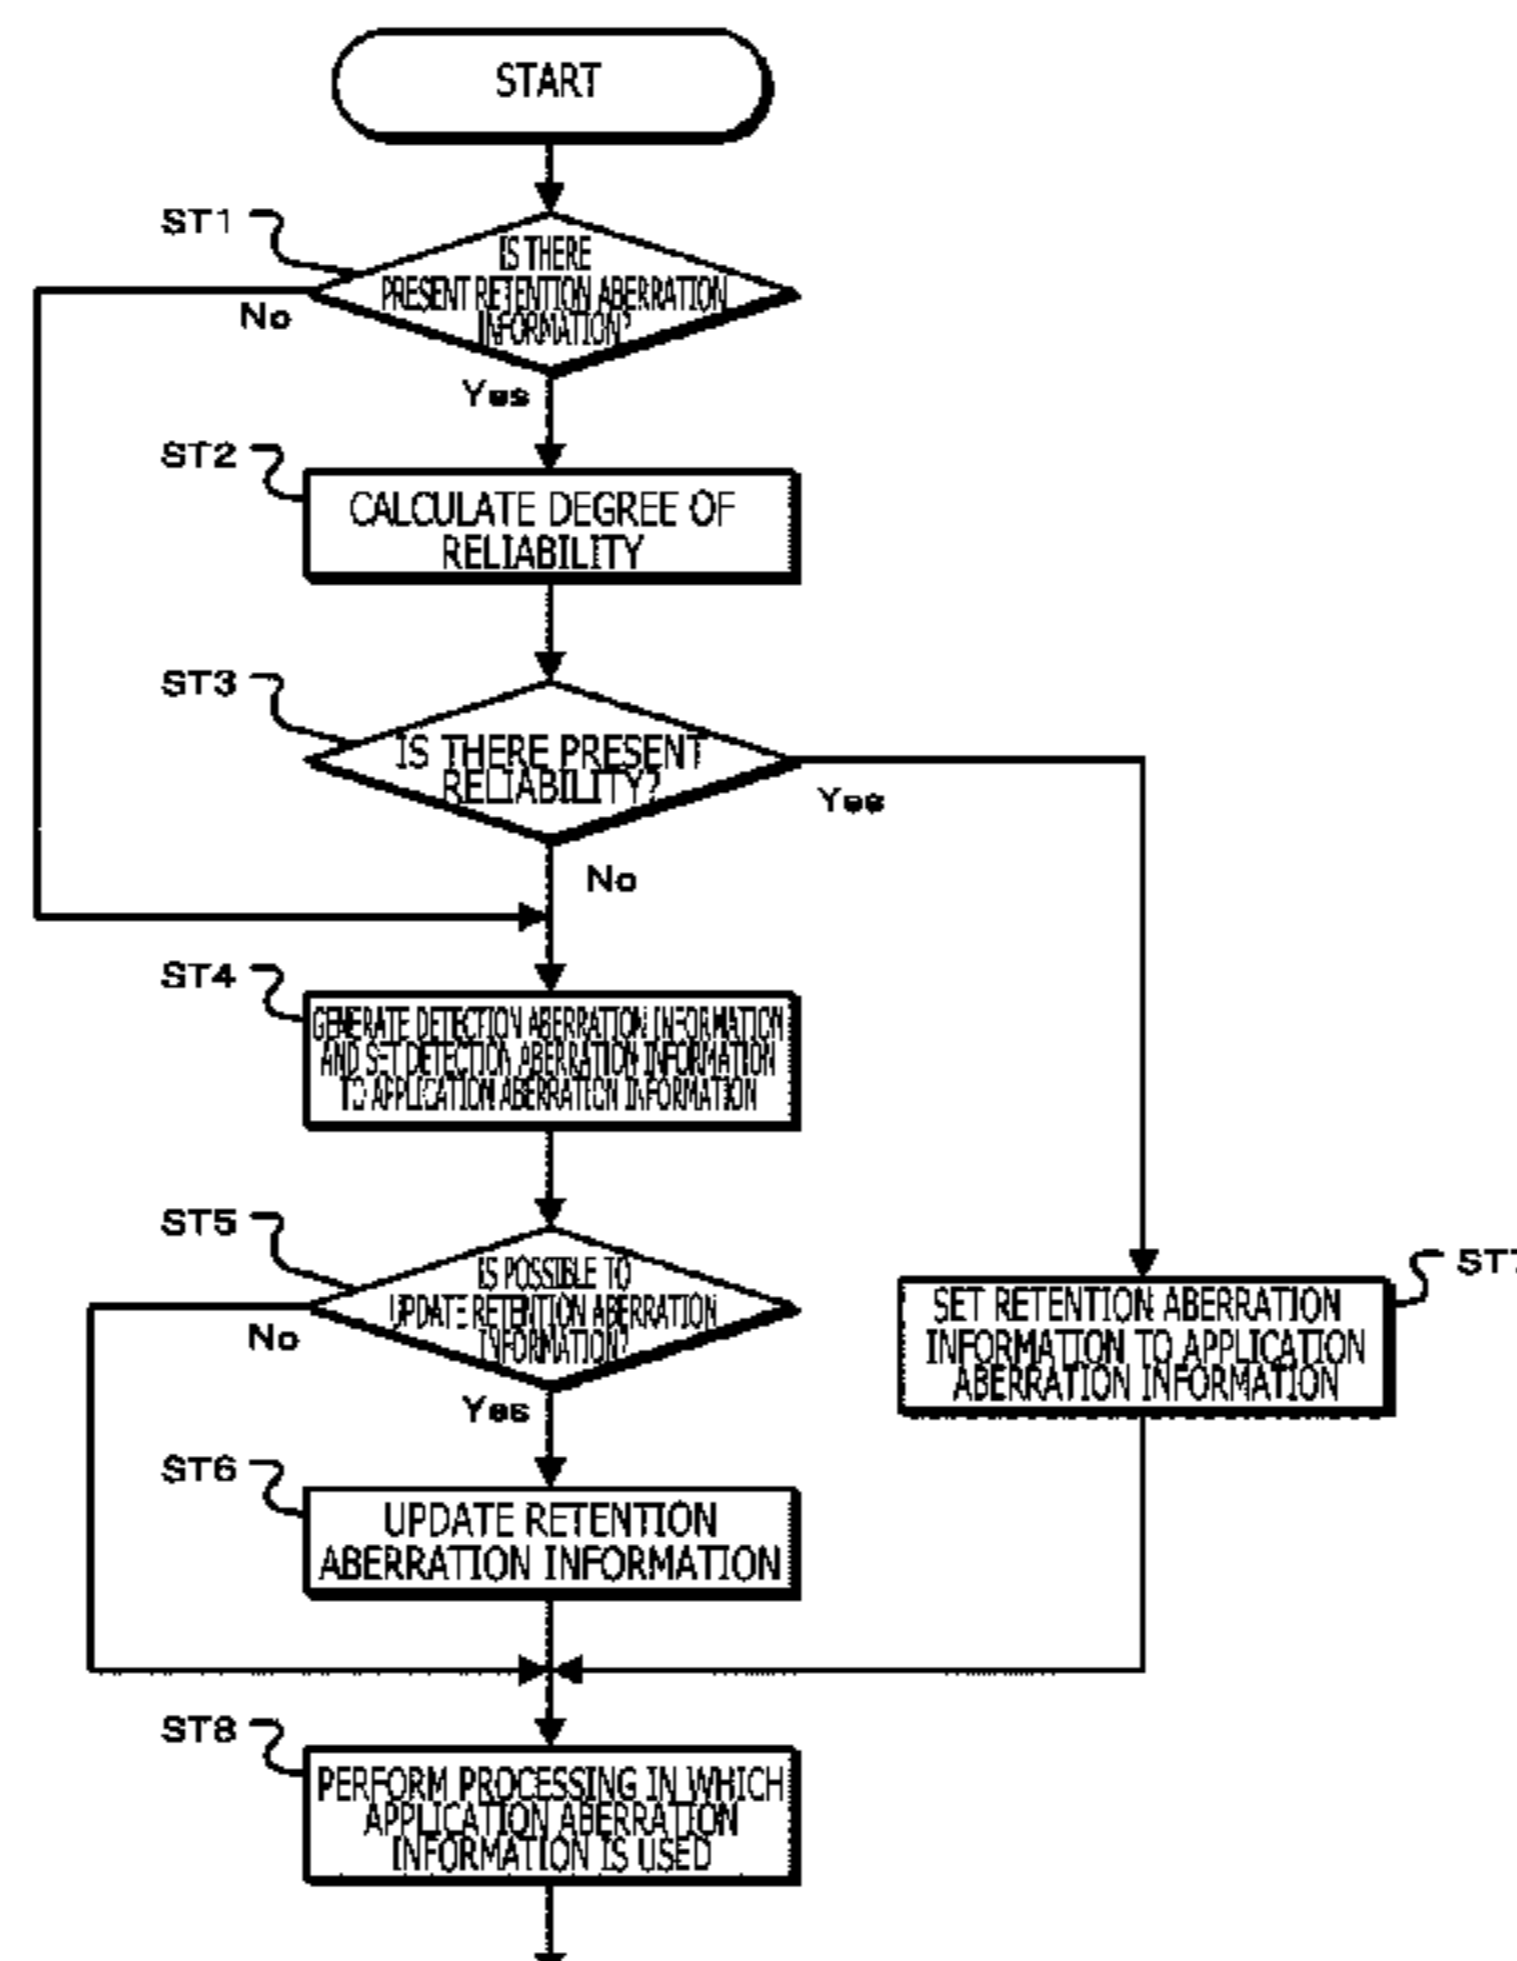 START
ST1
IS THERE
PRESENT RETENTION ABERRATION
INFORMATION?
No
Yes
ST2
CALCULATE DEGREE OF
RELIABILITY
ST3
IS THERE PRESENT
RELIABILITY?
Yes
No
ST4
GENERATE DETECTION ABERRATION INFORMATION
AND SET DETECTION ABERRATION INFORMATION
TO APPLICATION ABERRATION INFORMATION
ST5
IS POSSIBLE TO
UPDATE RETENTION ABERRATION
INFORMATION?
No
Yes
ST7
SET RETENTION ABERRATION
INFORMATION TO APPLICATION
ABERRATION INFORMATION
ST6
UPDATE RETENTION
ABERRATION INFORMATION
ST8
PERFORM PROCESSING IN WHICH
APPLICATION ABERRATION
INFORMATION IS USED